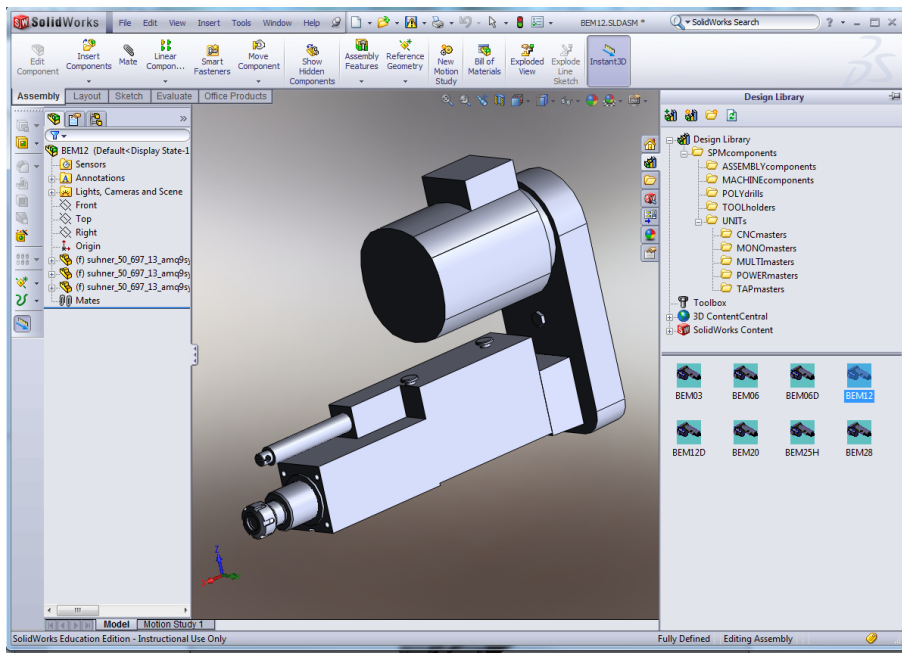 SolidWorks File Edit View Insert Tools Window Help BEM12.SLDASM * SolidWorks Search
Edit Component
Insert Components
Mate
Linear Compon...
Smart Fasteners
Move Component
Show Hidden Components
Assembly Features
Reference Geometry
New Motion Study
Bill of Materials
Exploded View
Explode Line Sketch
Instant3D
Assembly Layout Sketch Evaluate Office Products
BEM12 (Default<Display State-1
Sensors
Annotations
Lights, Cameras and Scene
Front
Top
Right
Origin
(f) suhner_50_697_13_amq9sy
(f) suhner_50_697_13_amq9sy
(f) suhner_50_697_13_amq9sy
Mates
Design Library
Design Library
SPMcomponents
ASSEMBLYcomponents
MACHINEcomponents
POLYdrills
TOOLholders
UNITs
CNCmasters
MONOmasters
MULTImasters
POWERmasters
TAPmasters
Toolbox
3D ContentCentral
SolidWorks Content
BEM03 BEM06 BEM06D BEM12
BEM12D BEM20 BEM25H BEM28
Z
Model Motion Study 1
SolidWorks Education Edition - Instructional Use Only Fully Defined Editing Assembly